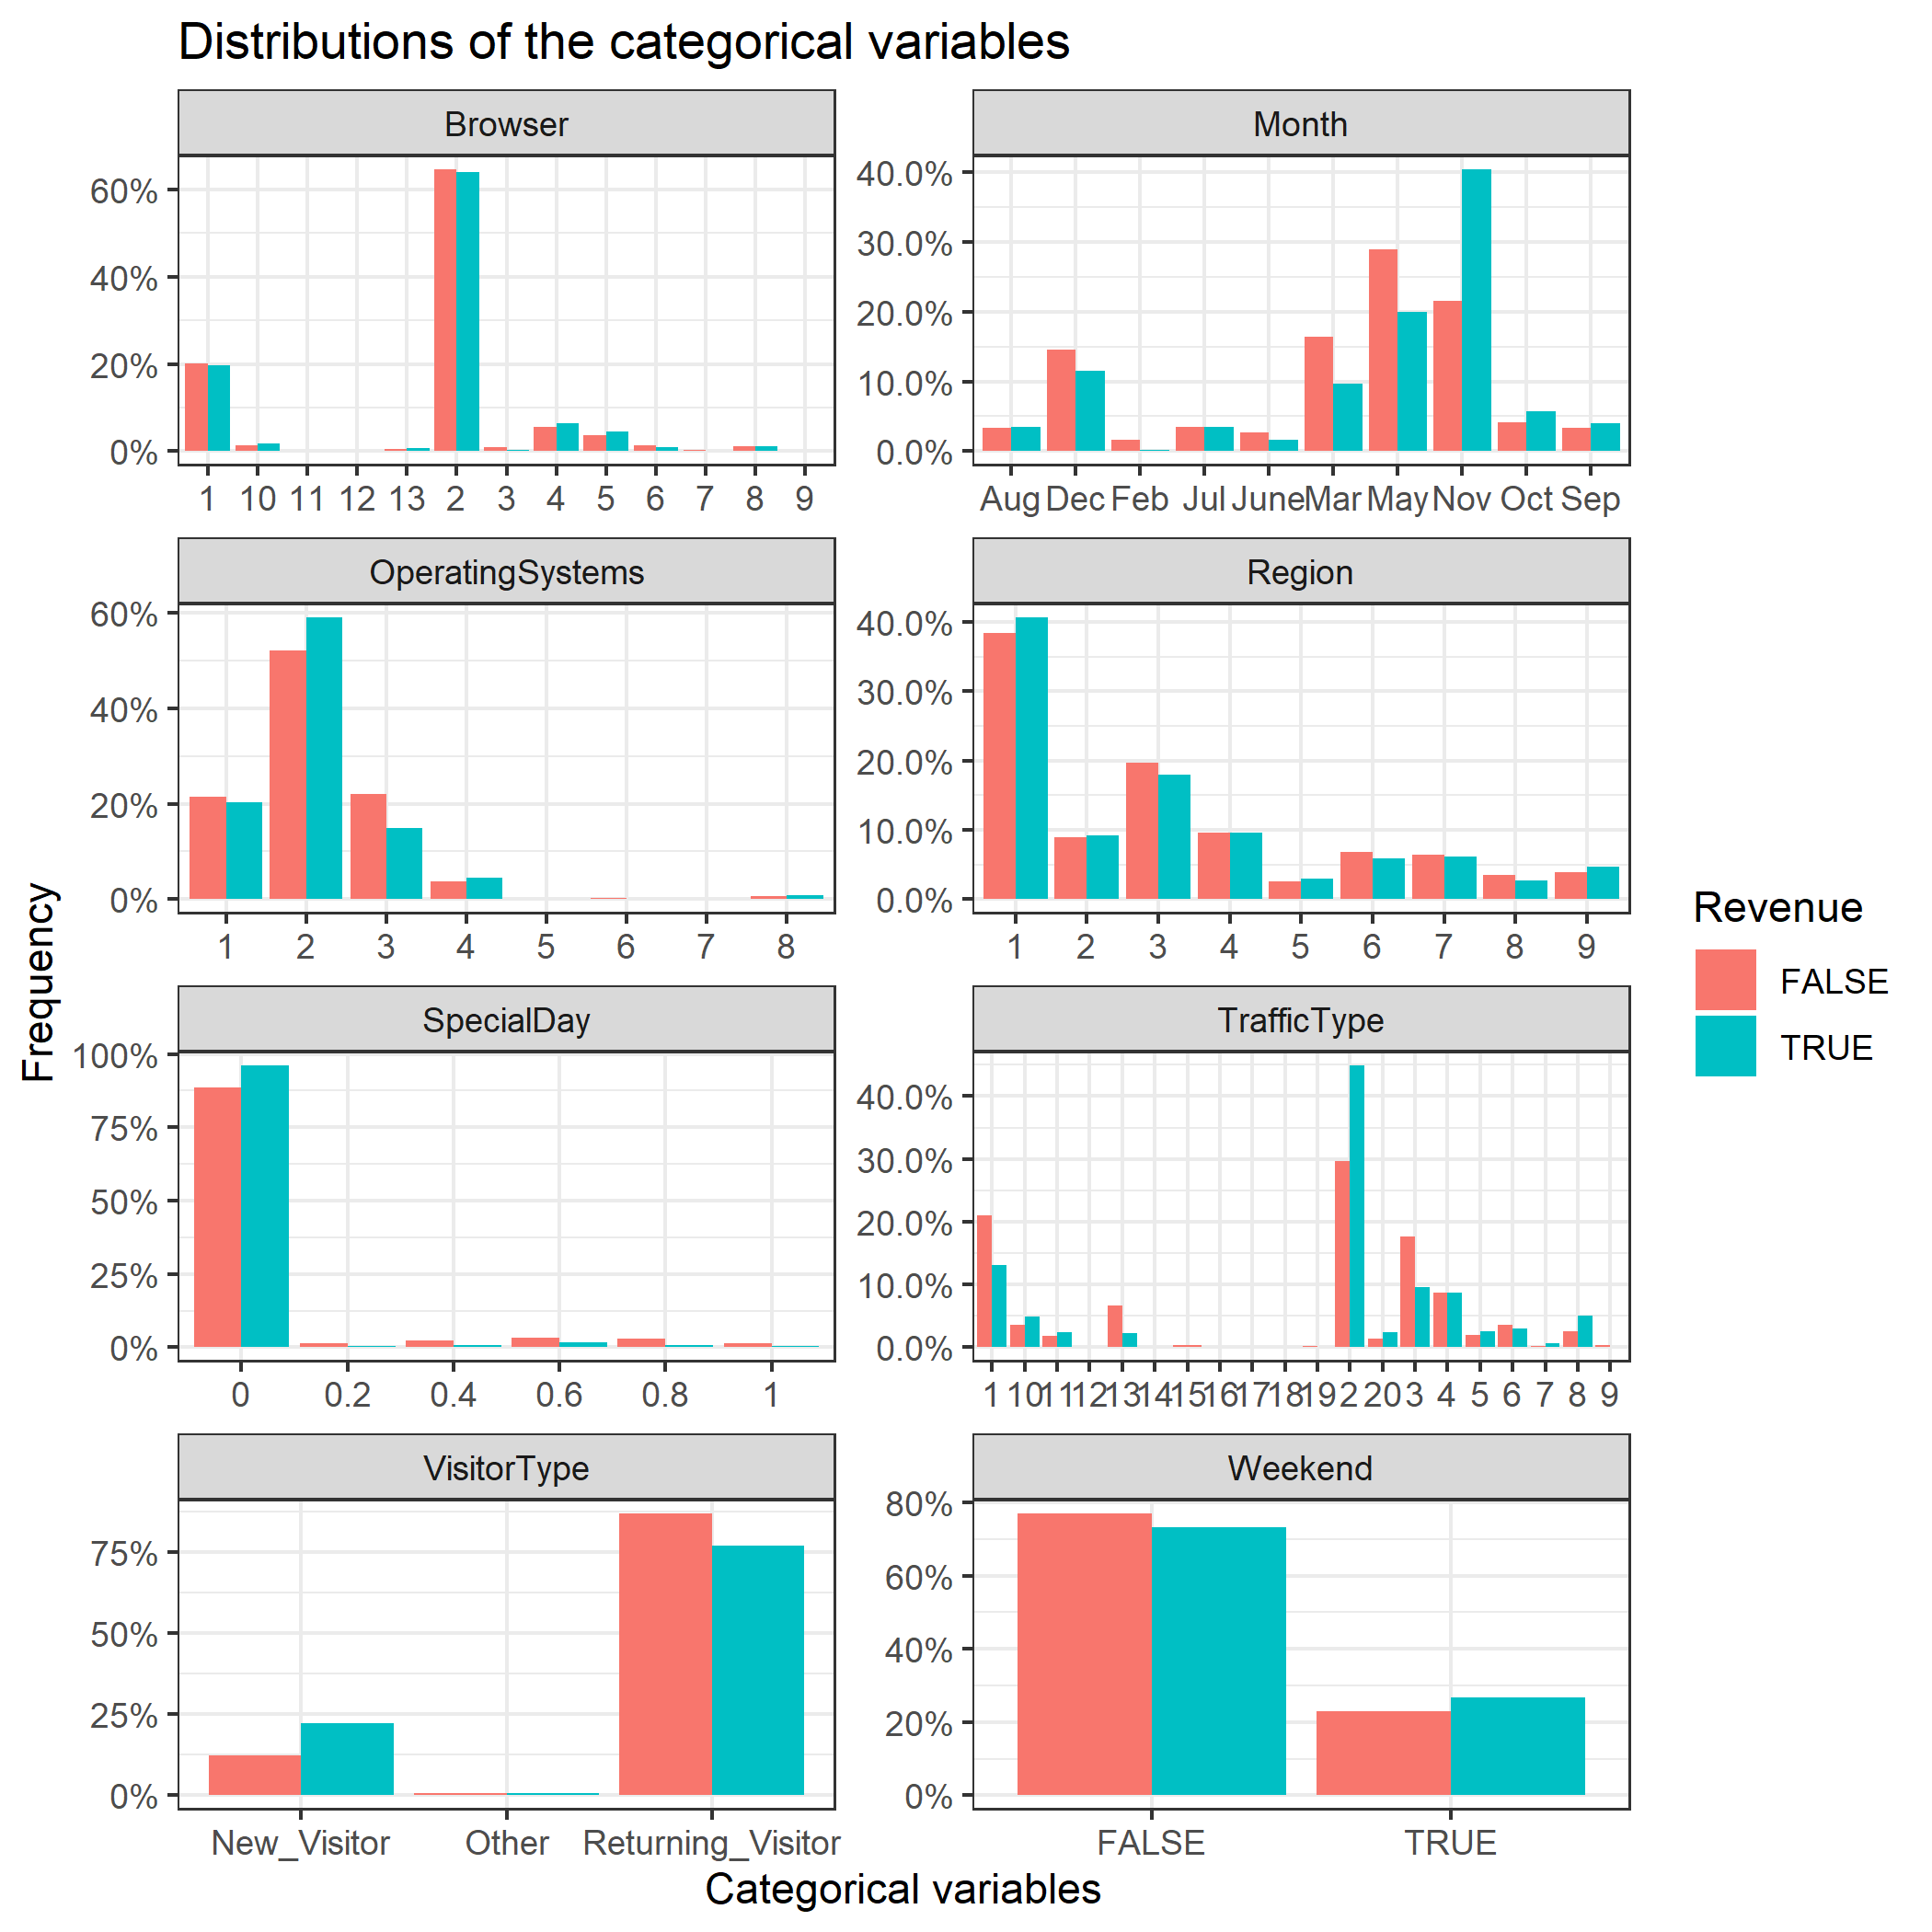 Distributions of the categorical variables
Browser
60%
40%
20%
0%
1 10 11 12 13 2 3 4 5 6 7 8 9
Month
40.0%
30.0%
20.0%
10.0%
0.0%
Aug Dec Feb Jul June Mar May Nov Oct Sep
OperatingSystems
60%
40%
20%
0%
1 2 3 4 5 6 7 8
Region
40.0%
30.0%
20.0%
10.0%
0.0%
1 2 3 4 5 6 7 8 9
SpecialDay
100%
75%
50%
25%
0%
0 0.2 0.4 0.6 0.8 1
TrafficType
40.0%
30.0%
20.0%
10.0%
0.0%
1 10 11 12 13 14 15 16 17 18 19 2 20 3 4 5 6 7 8 9
VisitorType
75%
50%
25%
0%
New_Visitor Other Returning_Visitor
Weekend
80%
60%
40%
20%
0%
FALSE TRUE
Frequency
Categorical variables
Revenue
FALSE
TRUE